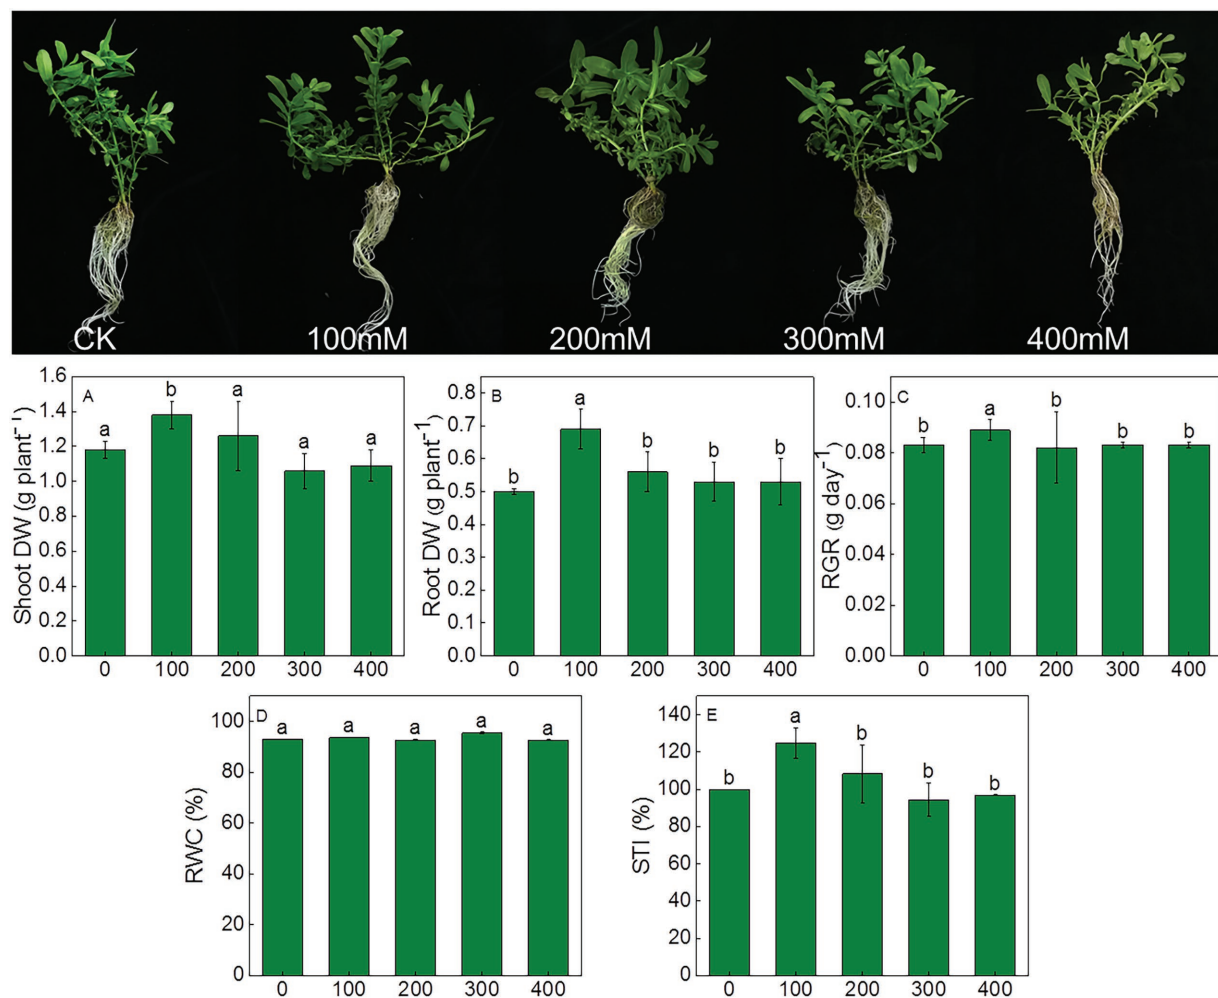 CK 100mM 200mM 300mM 400mM
A
Shoot DW (g plant⁻¹)
1.6
1.4
1.2
1.0
0.8
0.6
0.4
0.2
0.0
a b a a a
0 100 200 300 400
B
Root DW (g plant⁻¹)
0.8
0.7
0.6
0.5
0.4
0.3
0.2
0.1
0.0
b a b b b
0 100 200 300 400
C
RGR (g day⁻¹)
0.10
0.08
0.06
0.04
0.02
0.00
b a b b b
0 100 200 300 400
D
RWC (%)
100
80
60
40
20
0
a a a a a
0 100 200 300 400
E
STI (%)
140
120
100
80
60
40
20
0
b a b b b
0 100 200 300 400